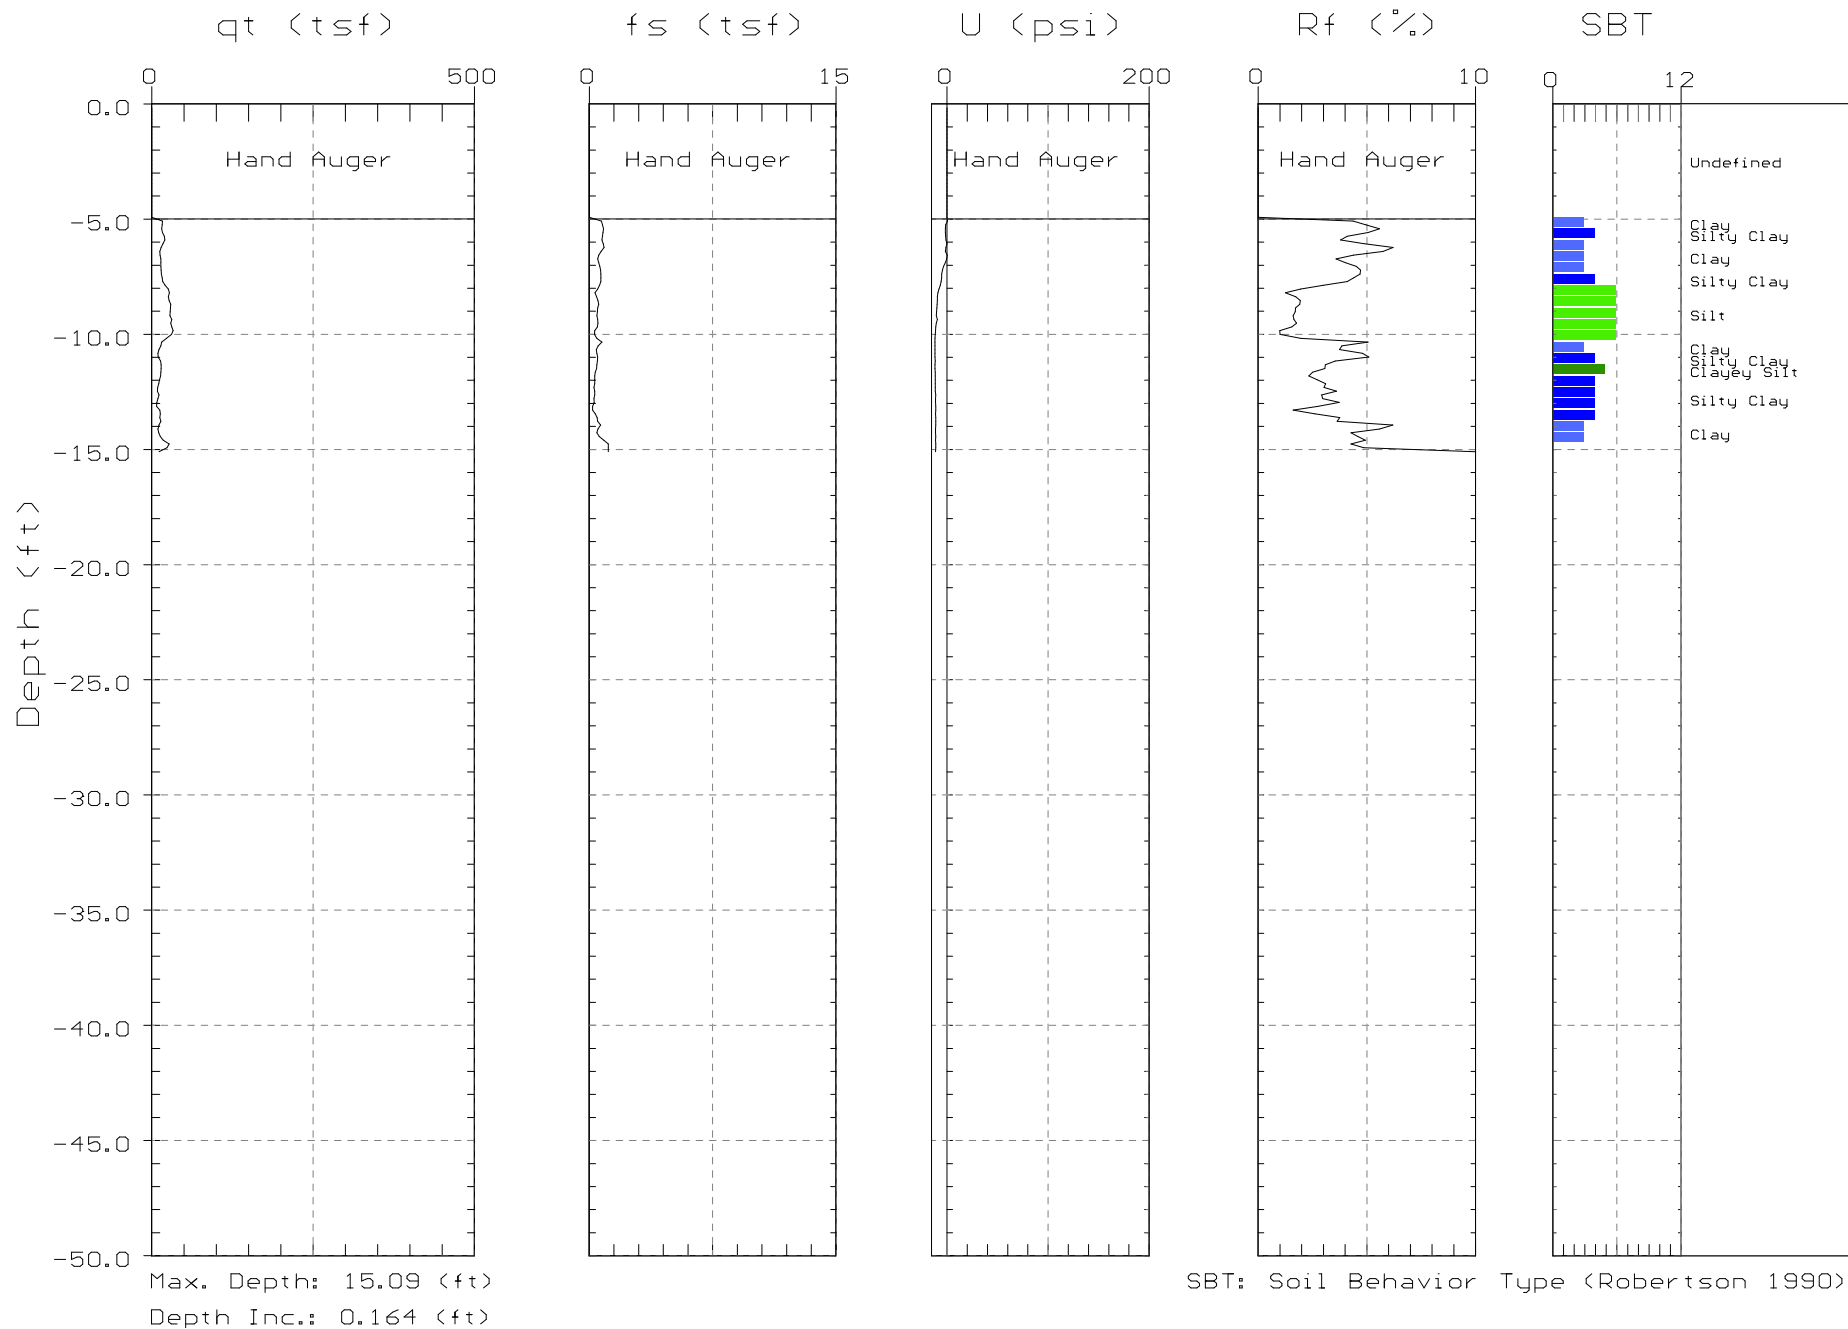 qt (tsf) fs (tsf) U (psi) Rf (%) SBT
0 500 0 15 0 200 0 10 0 12
0.0
Hand Auger Hand Auger Hand Auger Hand Auger Undefined
-5.0
Clay
Silty Clay
Clay
Silty Clay
Silt
-10.0
Clay
Silty Clay
Clayey Silt
Silty Clay
Clay
-15.0
Depth (ft)
-20.0
-25.0
-30.0
-35.0
-40.0
-45.0
-50.0
Max. Depth: 15.09 (ft) SBT: Soil Behavior Type (Robertson 1990)
Depth Inc.: 0.164 (ft)